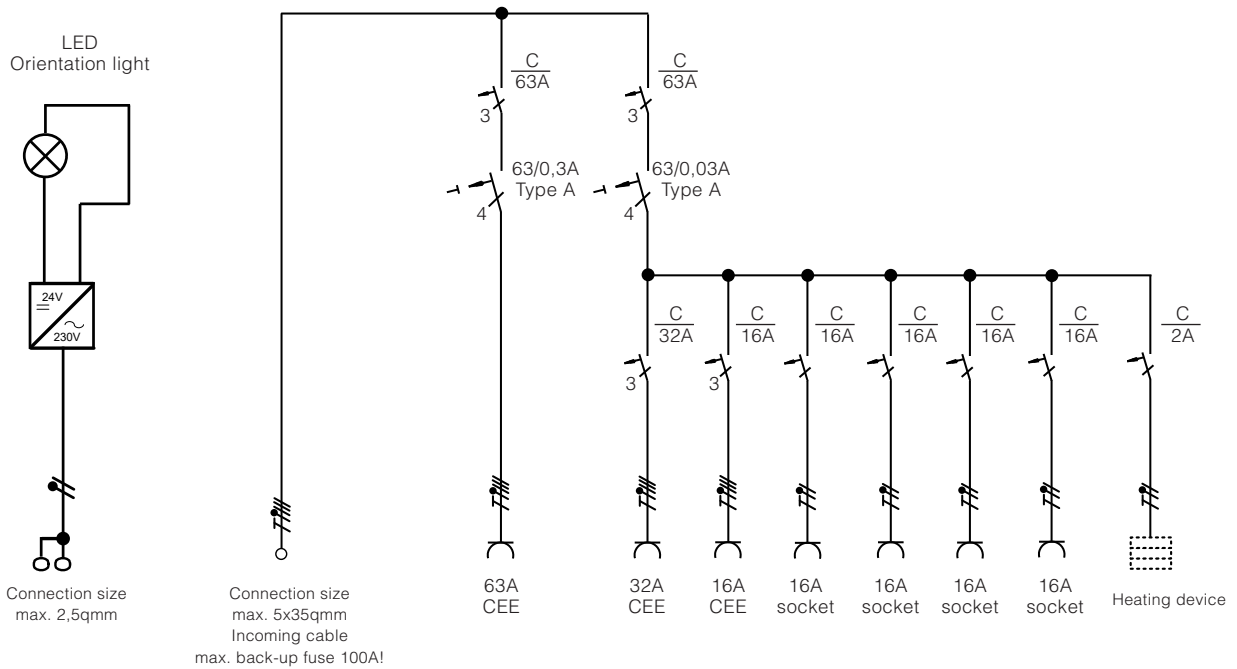 LED
Orientation light
24V
230V
Connection size
max. 2,5qmm
Connection size
max. 5x35qmm
Incoming cable
max. back-up fuse 100A!
C
63A
3
63/0,3A
Type A
4
63A
CEE
C
63A
3
63/0,03A
Type A
4
C
32A
3
32A
CEE
C
16A
3
16A
CEE
C
16A
16A
socket
C
16A
16A
socket
C
16A
16A
socket
C
16A
16A
socket
C
2A
Heating device